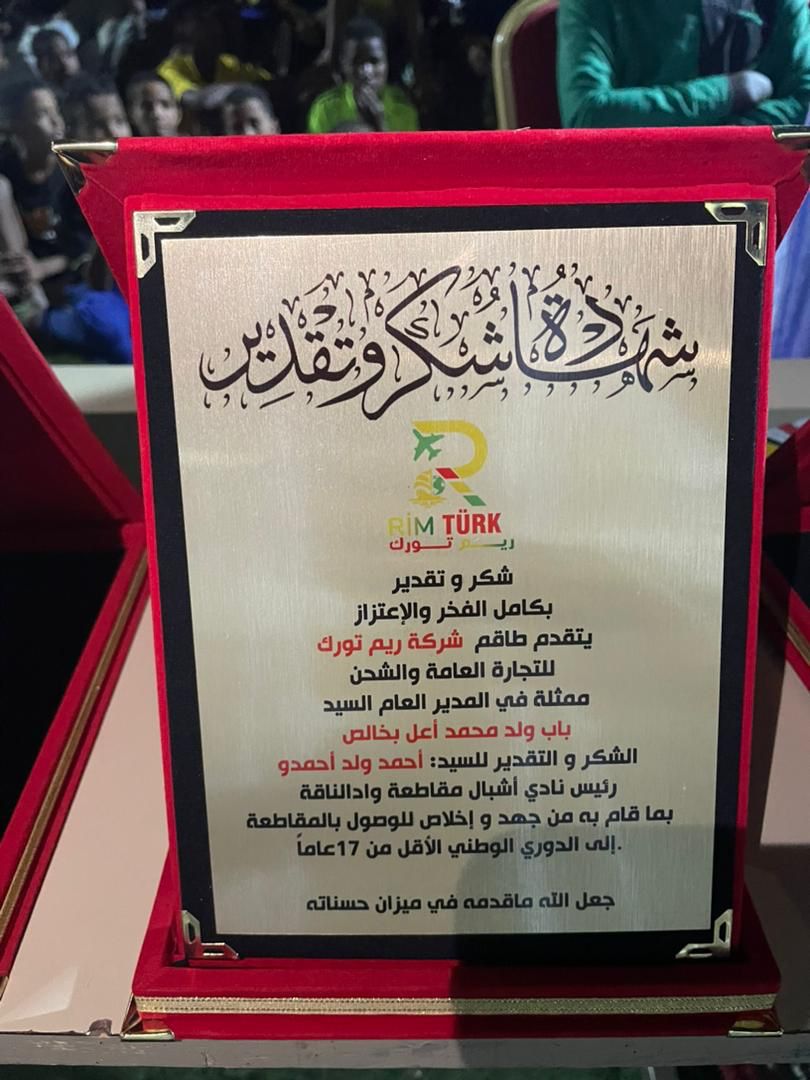 شهادة شكر وتقدير
RİM TÜRK
ريم تورك
شكر و تقدير
بكامل الفخر والإعتزاز
يتقدم طاقم شركة ريم تورك
للتجارة العامة والشحن
ممثلة في المدير العام السيد
باب ولد محمد أعل بخالص
الشكر و التقدير للسيد: أحمد ولد أحمدو
رئيس نادي أشبال مقاطعة وادالناقة
بما قام به من جهد و إخلاص للوصول بالمقاطعة
إلى الدوري الوطني الأقل من 17عاماً.
جعل الله ماقدمه في ميزان حسناته